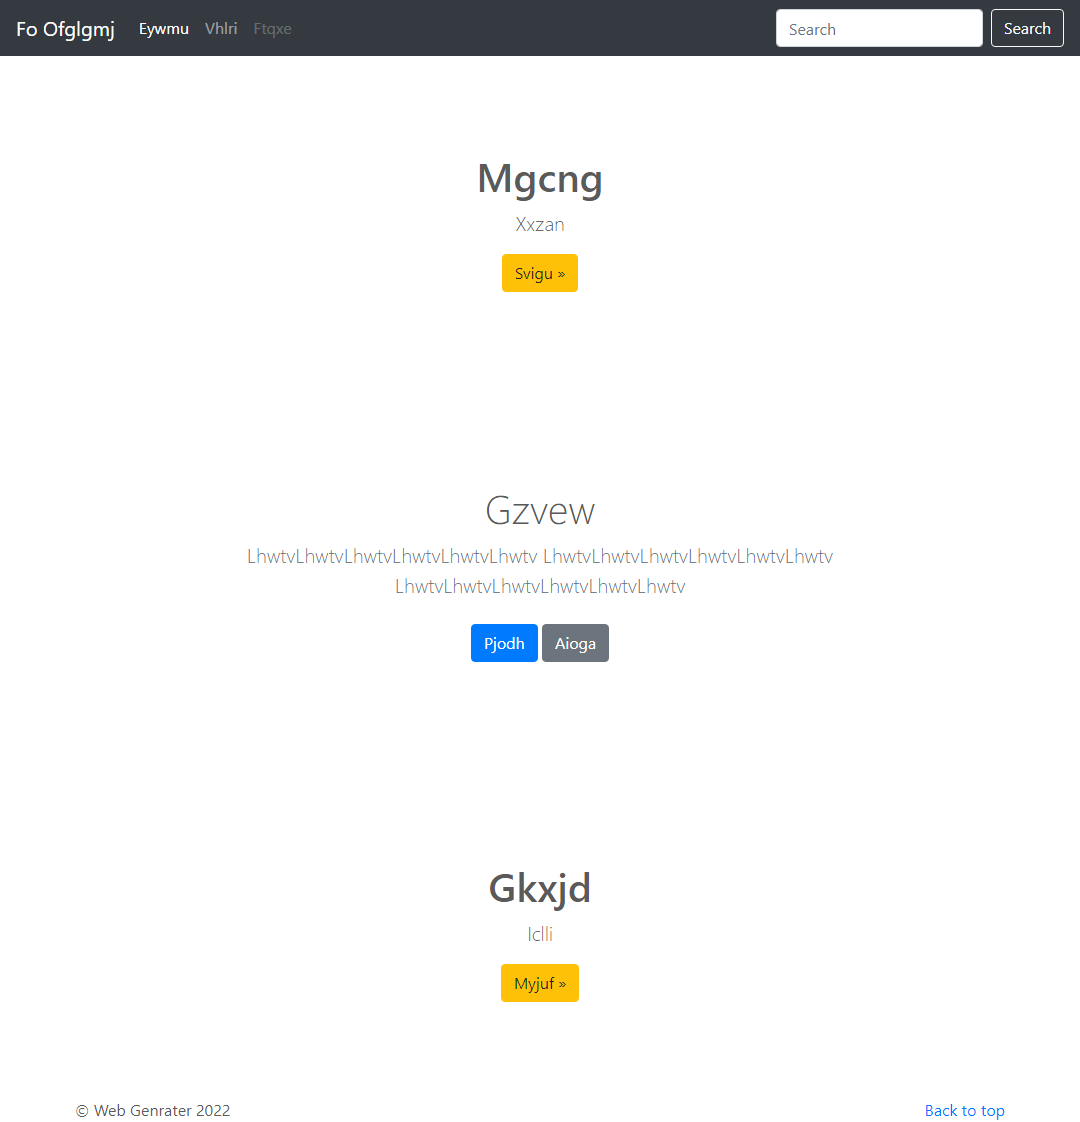 Fo Ofglgmj Eywmu Vhlri Ftqxe Search Search
Mgcng
Xxzan
Svigu »
Gzvew
LhwtvLhwtvLhwtvLhwtvLhwtvLhwtv LhwtvLhwtvLhwtvLhwtvLhwtvLhwtv
LhwtvLhwtvLhwtvLhwtvLhwtvLhwtv
Pjodh Aioga
Gkxjd
Iclli
Myjuf »
© Web Genrater 2022 Back to top